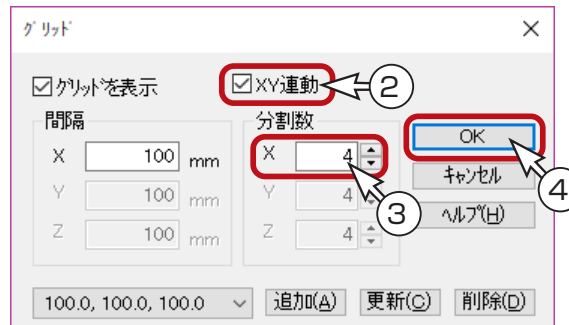 グリッド
グリッドを表示
XY連動
②
間隔
分割数
X 100 mm
X 4
OK
④
Y 100 mm
Y 4
③
キャンセル
Z 100 mm
Z 4
ヘルプ(H)
100.0, 100.0, 100.0
追加(A)
更新(C)
削除(D)